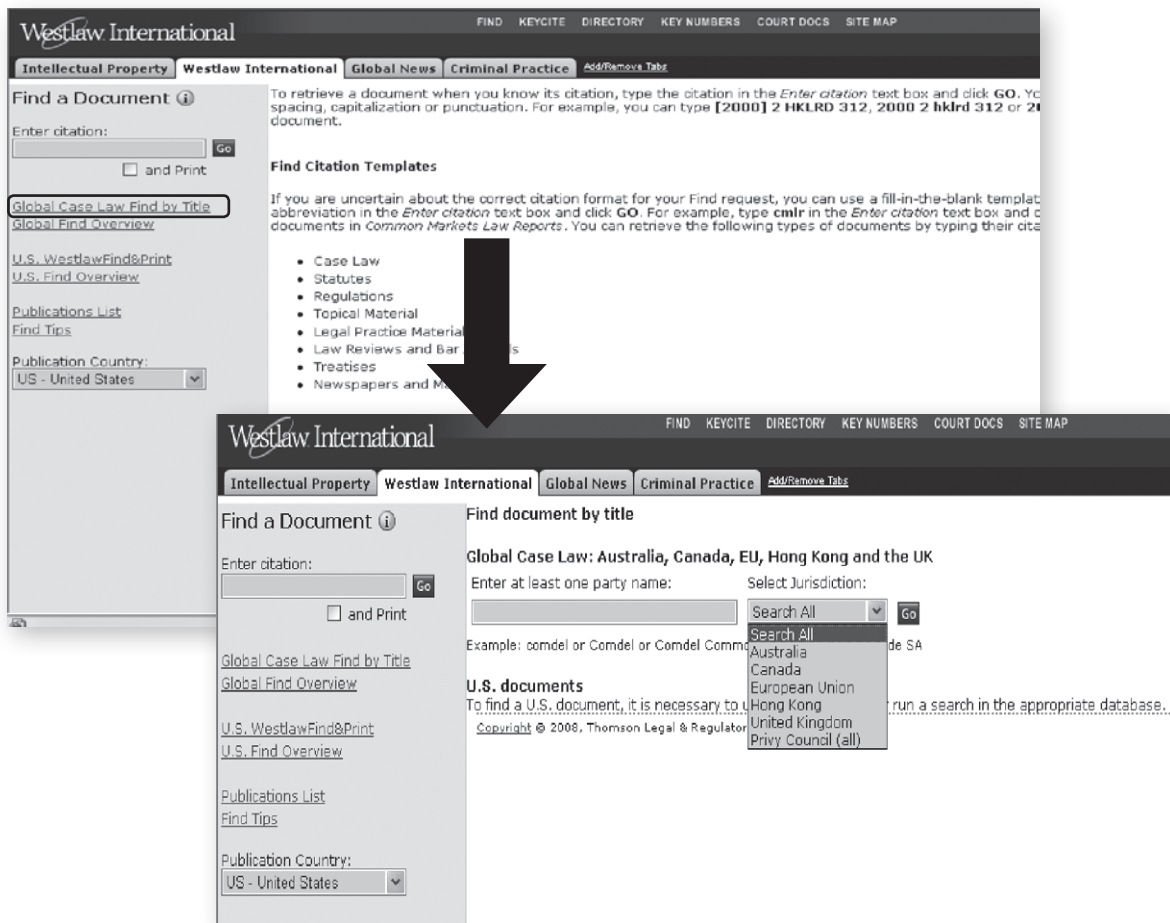 Westlaw International
FIND KEYCITE DIRECTORY KEY NUMBERS COURT DOCS SITE MAP
Intellectual Property Westlaw International Global News Criminal Practice Add/Remove Tabs
Find a Document
Enter citation:
Go
and Print
Global Case Law Find by Title
Global Find Overview
U.S. WestlawFind&Print
U.S. Find Overview
Publications List
Find Tips
Publication Country:
US - United States
To retrieve a document when you know its citation, type the citation in the Enter citation text box and click GO.
spacing, capitalization or punctuation. For example, you can type [2000] 2 HKLRD 312, 2000 2 hklrd 312 or
document.
Find Citation Templates
If you are uncertain about the correct citation format for your Find request, you can use a fill-in-the-blank
abbreviation in the Enter citation text box and click GO. For example, type cmlr in the Enter citation text box and
documents in Common Markets Law Reports. You can retrieve the following types of documents by typing their
• Case Law
• Statutes
• Regulations
• Topical Material
• Legal Practice
• Law Reviews and Bar
• Treatises
• Newspapers and
Westlaw International
FIND KEYCITE DIRECTORY KEY NUMBERS COURT DOCS SITE MAP
Intellectual Property Westlaw International Global News Criminal Practice Add/Remove Tabs
Find a Document
Enter citation:
Go
and Print
Global Case Law Find by Title
Global Find Overview
U.S. WestlawFind&Print
U.S. Find Overview
Publications List
Find Tips
Publication Country:
US - United States
Find document by title
Global Case Law: Australia, Canada, EU, Hong Kong and the UK
Enter at least one party name: Select Jurisdiction:
Search All Go
Search All
Australia
Canada
European Union
Hong Kong
United Kingdom
Privy Council (all)
Example: comdel or Comdel or Comdel SA
U.S. documents
To find a U.S. document, it is necessary to run a search in the appropriate database.
Copyright © 2008, Thomson Legal &